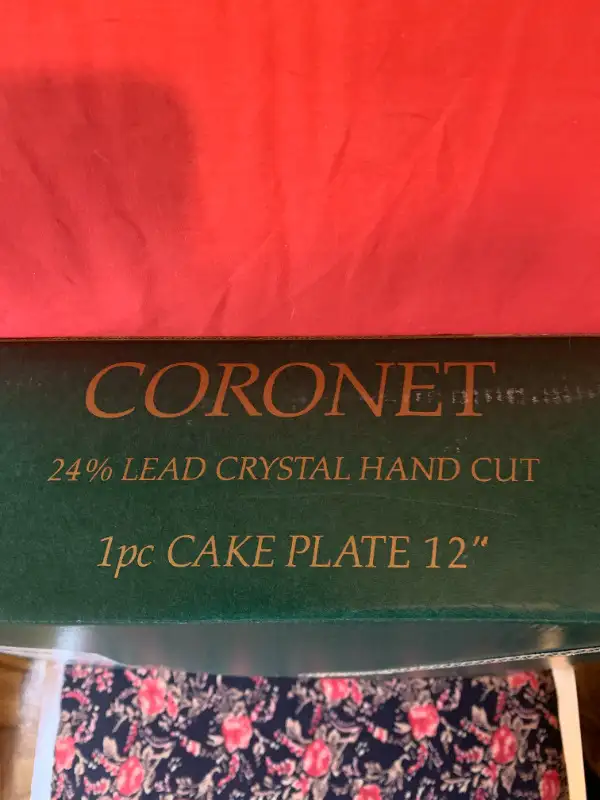 CORONET
24% LEAD CRYSTAL HAND CUT
1pc CAKE PLATE 12"